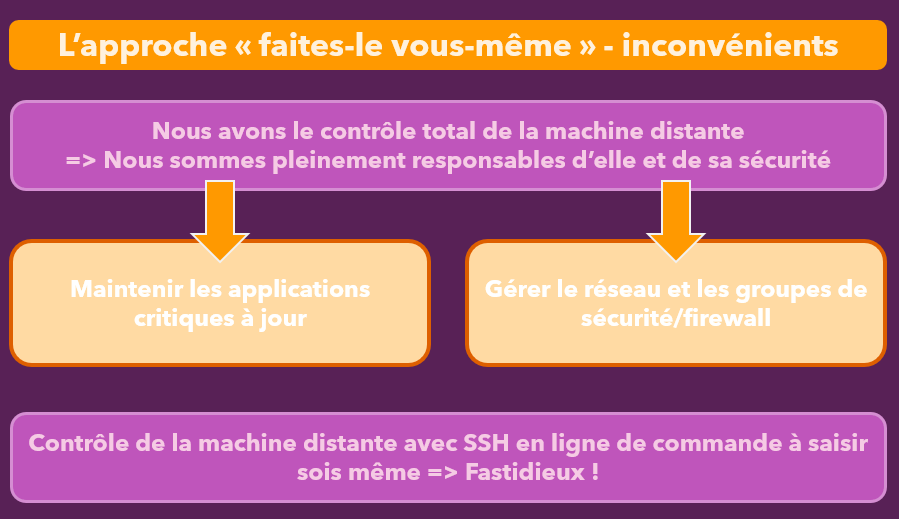 L’approche « faites-le vous-même » - inconvénients
Nous avons le contrôle total de la machine distante
=> Nous sommes pleinement responsables d’elle et de sa sécurité
Maintenir les applications
critiques à jour
Gérer le réseau et les groupes de
sécurité/firewall
Contrôle de la machine distante avec SSH en ligne de commande à saisir
sois même => Fastidieux !